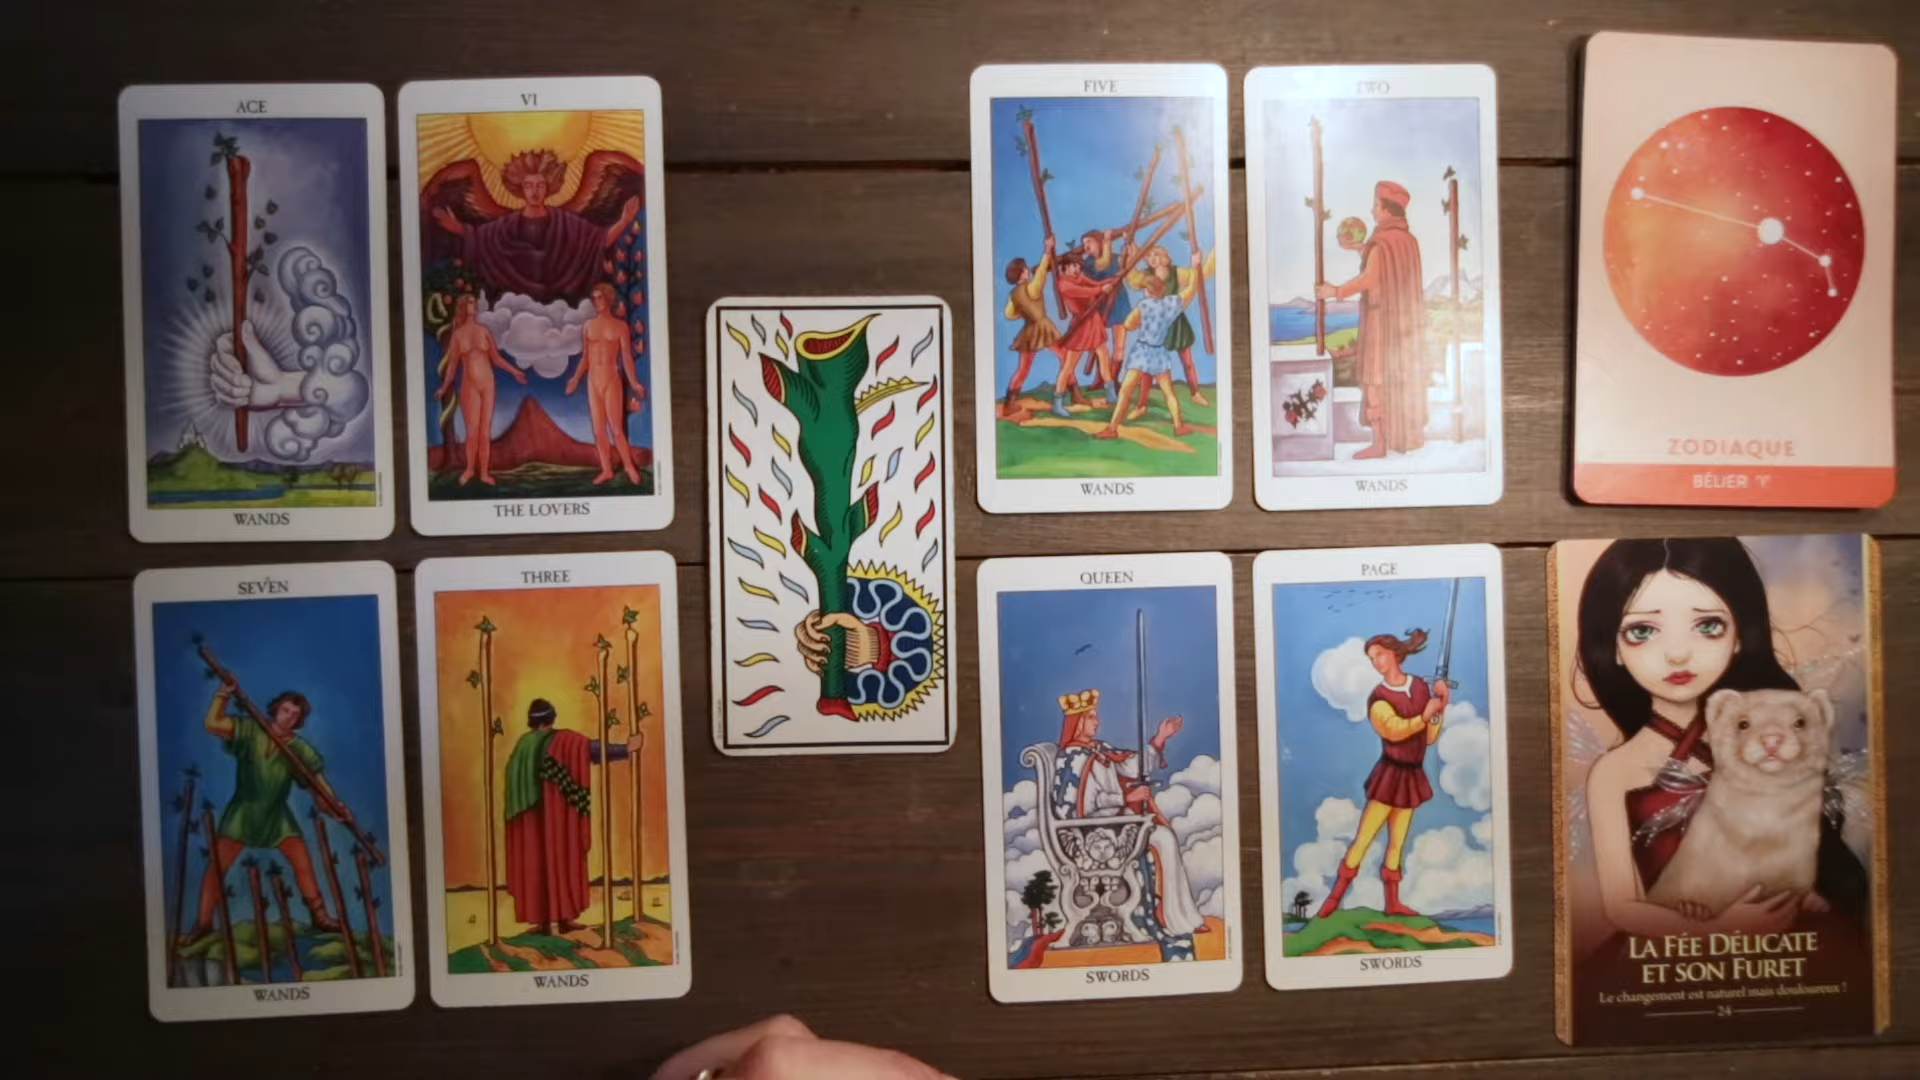 ACE
WANDS
VI
THE LOVERS
FIVE
WANDS
TWO
WANDS
ZODIAQUE
BÉLIER ♈
SEVEN
WANDS
THREE
WANDS
QUEEN
SWORDS
PAGE
SWORDS
LA FÉE DÉLICATE
ET SON FURET
Le changement est naturel mais douloureux !
24